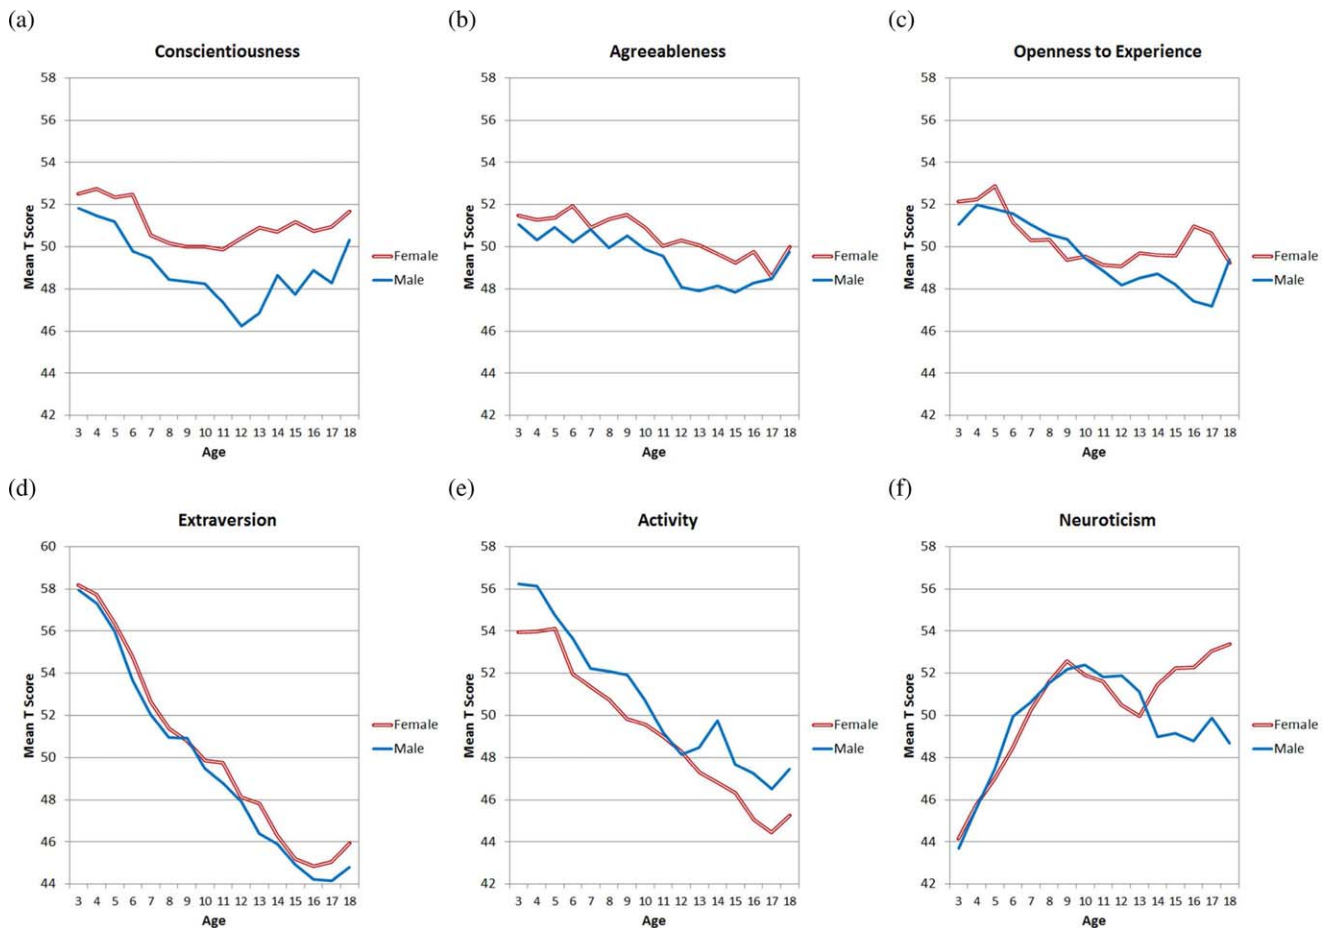 (a)
Conscientiousness
58
56
54
52
50
48
46
44
42
Mean T Score
3 4 5 6 7 8 9 10 11 12 13 14 15 16 17 18
Age
Female
Male
(b)
Agreeableness
58
56
54
52
50
48
46
44
42
Mean T Score
3 4 5 6 7 8 9 10 11 12 13 14 15 16 17 18
Age
Female
Male
(c)
Openness to Experience
58
56
54
52
50
48
46
44
42
Mean T Score
3 4 5 6 7 8 9 10 11 12 13 14 15 16 17 18
Age
Female
Male
(d)
Extraversion
60
58
56
54
52
50
48
46
44
Mean T Score
3 4 5 6 7 8 9 10 11 12 13 14 15 16 17 18
Age
Female
Male
(e)
Activity
58
56
54
52
50
48
46
44
42
Mean T Score
3 4 5 6 7 8 9 10 11 12 13 14 15 16 17 18
Age
Female
Male
(f)
Neuroticism
58
56
54
52
50
48
46
44
42
Mean T Score
3 4 5 6 7 8 9 10 11 12 13 14 15 16 17 18
Age
Female
Male